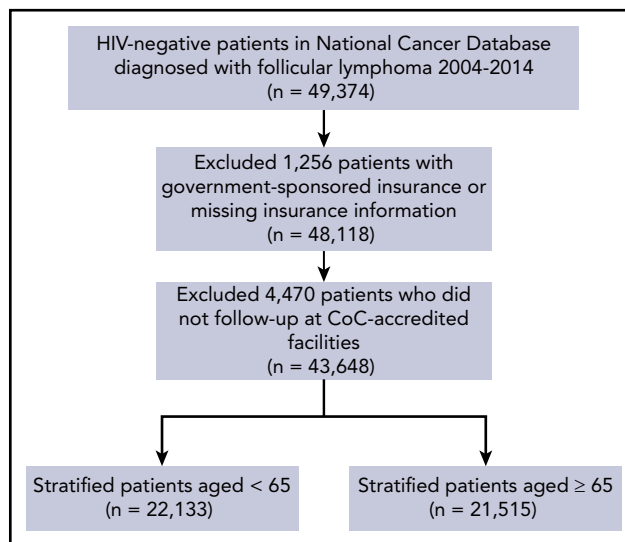 HIV-negative patients in National Cancer Database
diagnosed with follicular lymphoma 2004-2014
(n = 49,374)
Excluded 1,256 patients with
government-sponsored insurance or
missing insurance information
(n = 48,118)
Excluded 4,470 patients who did
not follow-up at CoC-accredited
facilities
(n = 43,648)
Stratified patients aged < 65
(n = 22,133)
Stratified patients aged ≥ 65
(n = 21,515)